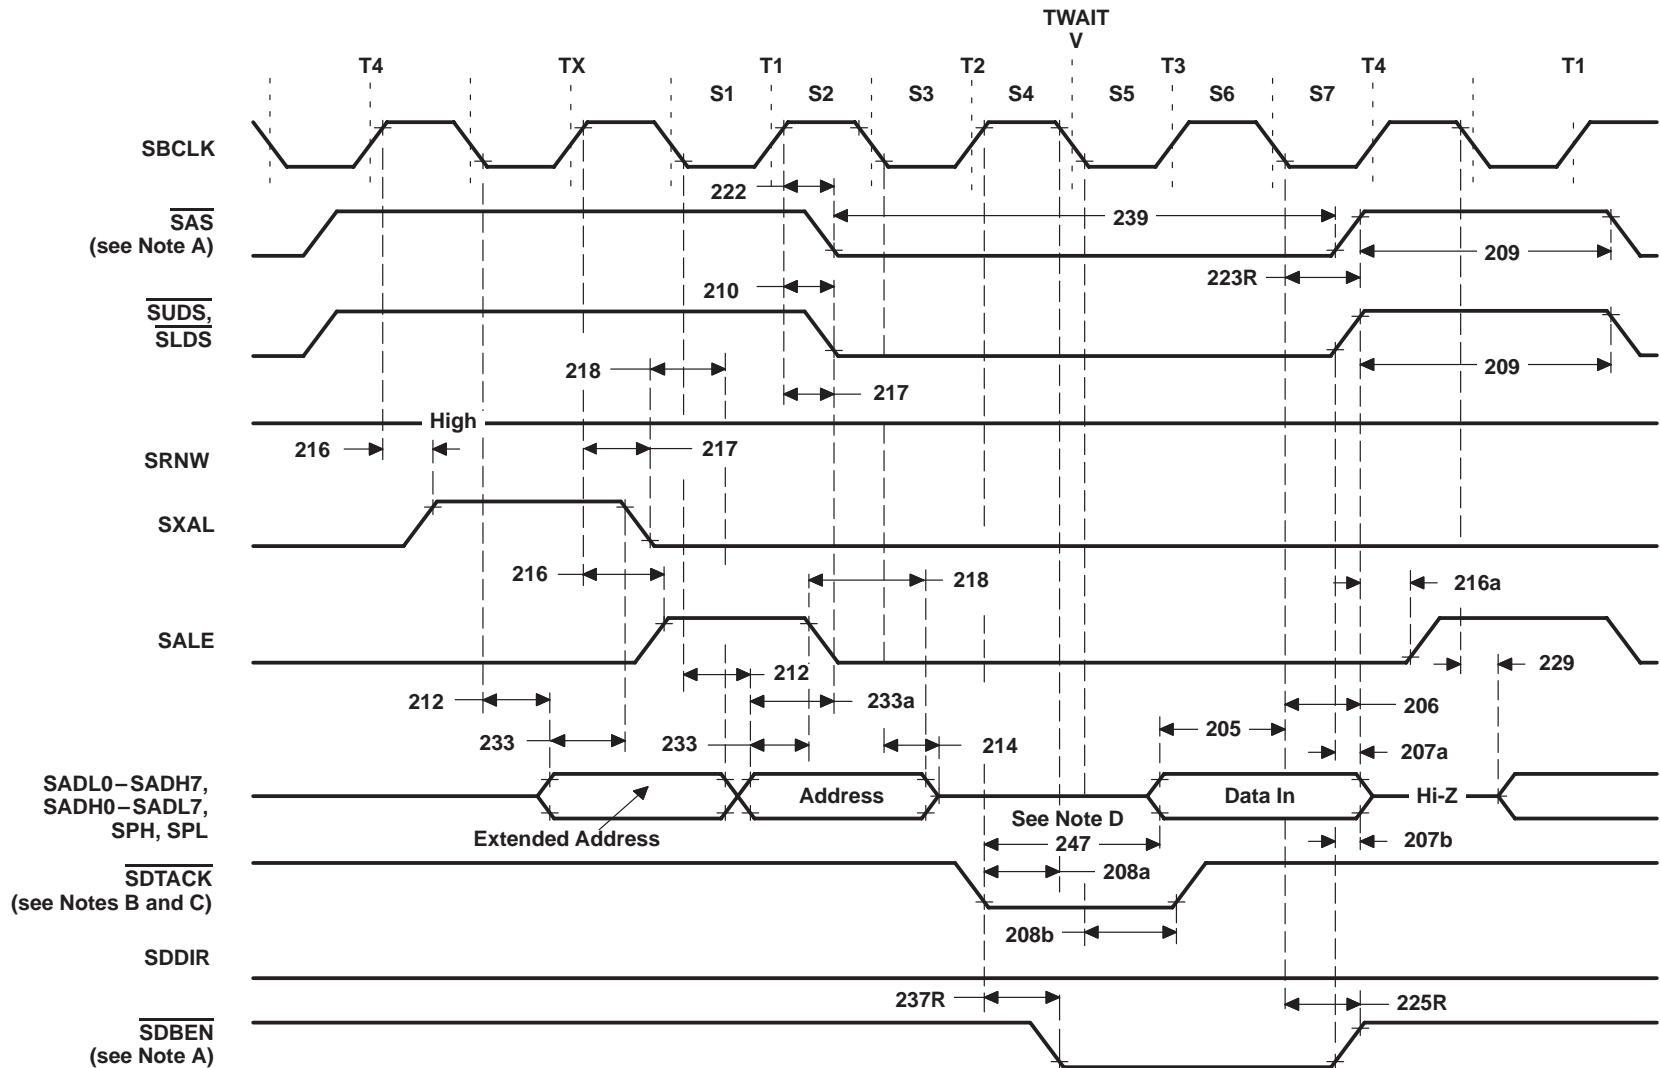 TWAIT
V
T4 TX T1 T2 T3 T4 T1
S1 S2 S3 S4 S5 S6 S7
SBCLK
222
SAS
(see Note A)
239
209
223R
210
SUDS,
SLDS
218
209
217
High
216
217
SRNW
SXAL
216
218
216a
SALE
212
229
212
233a
206
205
233
233
214
207a
SADL0–SADH7,
SADH0–SADL7,
SPH, SPL
Address
Data In
Hi-Z
See Note D
Extended Address
247
207b
SDTACK
(see Notes B and C)
208a
208b
SDDIR
237R
225R
SDBEN
(see Note A)